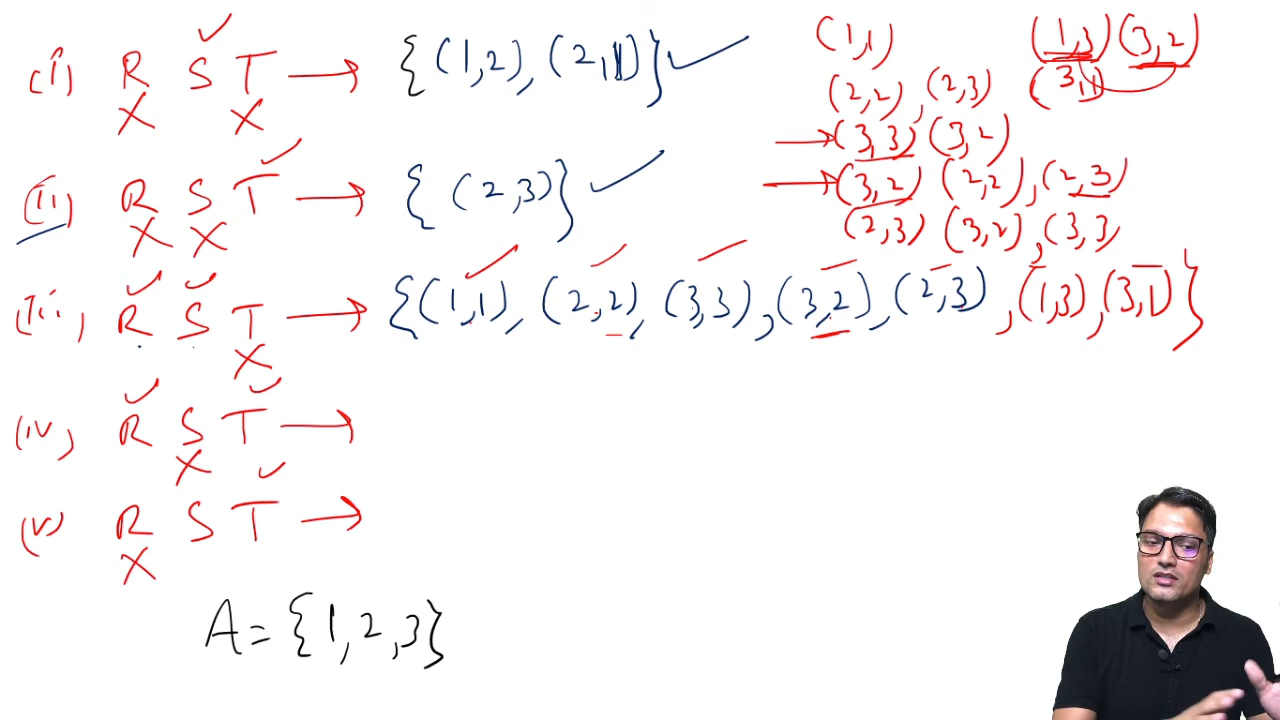 (i) R S T → {(1,2), (2,1)} ✓
✓
X X
(ii) R S T → {(2,3)} ✓
✓
X X
(iii) R S T → {(1,1), (2,2), (3,3), (3,2), (2,3), (1,3), (3,1)}
✓ ✓
X
(iv) R S T →
✓ ✓
X
(v) R S T →
✓
X
A = {1, 2, 3}
(1,1)
(2,2), (2,3)
→ (3,3) (3,2)
→ (3,2) (2,2), (2,3)
(2,3) (3,2), (3,3
(1,3) (3,2)
(3,1)